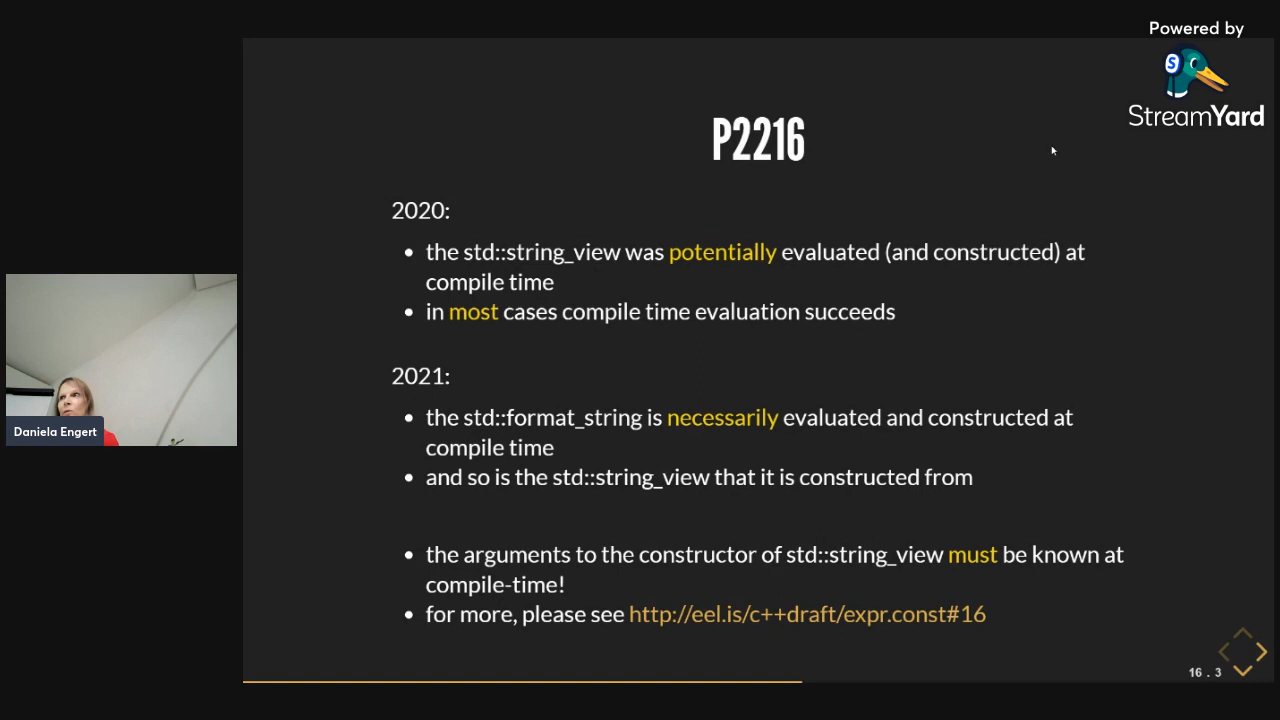 Powered by
S
StreamYard
P2216
2020:
• the std::string_view was potentially evaluated (and constructed) at
compile time
• in most cases compile time evaluation succeeds
2021:
• the std::format_string is necessarily evaluated and constructed at
compile time
• and so is the std::string_view that it is constructed from
• the arguments to the constructor of std::string_view must be known at
compile-time!
• for more, please see http://eel.is/c++draft/expr.const#16
Daniela Engert
16 . 3